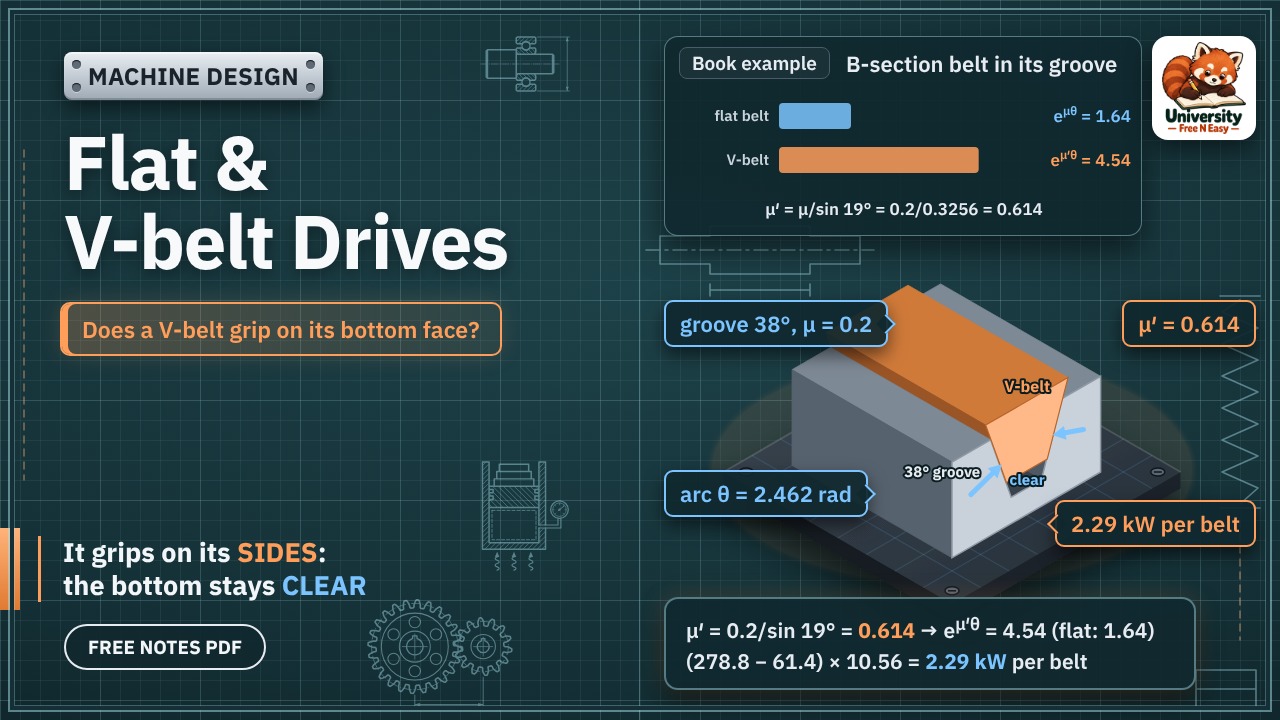 MACHINE DESIGN
Flat &
V-belt Drives
Does a V-belt grip on its bottom face?
It grips on its SIDES:
the bottom stays CLEAR
FREE NOTES PDF
Book example
B-section belt in its groove
flat belt
e^μθ = 1.64
V-belt
e^μ′θ = 4.54
μ′ = μ/sin 19° = 0.2/0.3256 = 0.614
University
Free N Easy
groove 38°, μ = 0.2
μ′ = 0.614
V-belt
38° groove
clear
arc θ = 2.462 rad
2.29 kW per belt
μ′ = 0.2/sin 19° = 0.614 → e^μ′θ = 4.54 (flat: 1.64)
(278.8 − 61.4) × 10.56 = 2.29 kW per belt